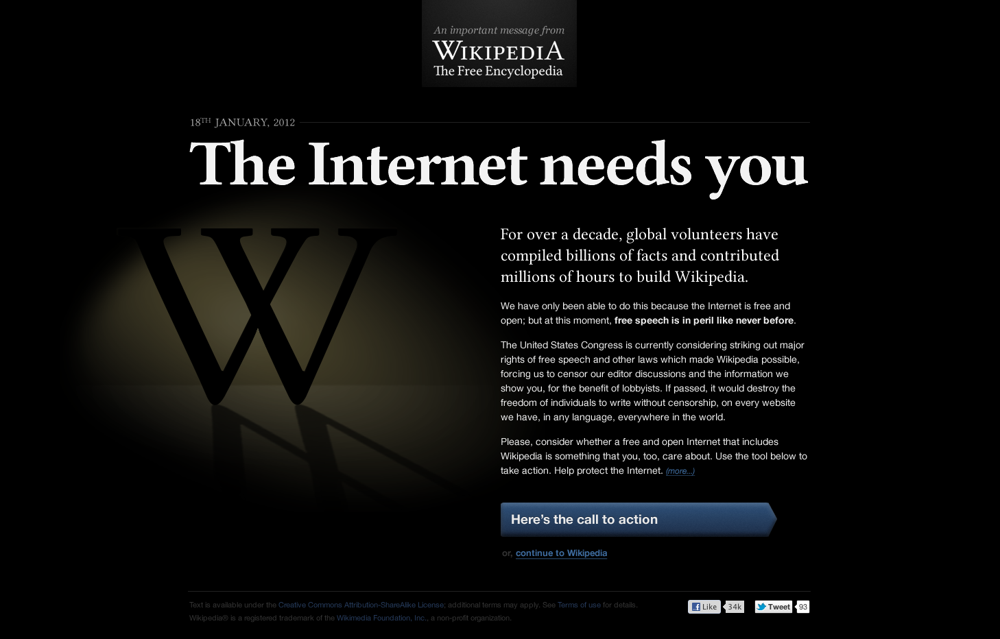 An important message from
WIKIPEDIA
The Free Encyclopedia
18TH JANUARY, 2012
The Internet needs you
W
For over a decade, global volunteers have
compiled billions of facts and contributed
millions of hours to build Wikipedia.
We have only been able to do this because the Internet is free and
open; but at this moment, free speech is in peril like never before.
The United States Congress is currently considering striking out major
rights of free speech and other laws which made Wikipedia possible,
forcing us to censor our editor discussions and the information we
show you, for the benefit of lobbyists. If passed, it would destroy the
freedom of individuals to write without censorship, on every website
we have, in any language, everywhere in the world.
Please, consider whether a free and open Internet that includes
Wikipedia is something that you, too, care about. Use the tool below to
take action. Help protect the Internet. (more...)
Here's the call to action
or, continue to Wikipedia
Text is available under the Creative Commons Attribution-ShareAlike License; additional terms may apply. See Terms of use for details.
Wikipedia® is a registered trademark of the Wikimedia Foundation, Inc., a non-profit organization.
Like 34k Tweet 93